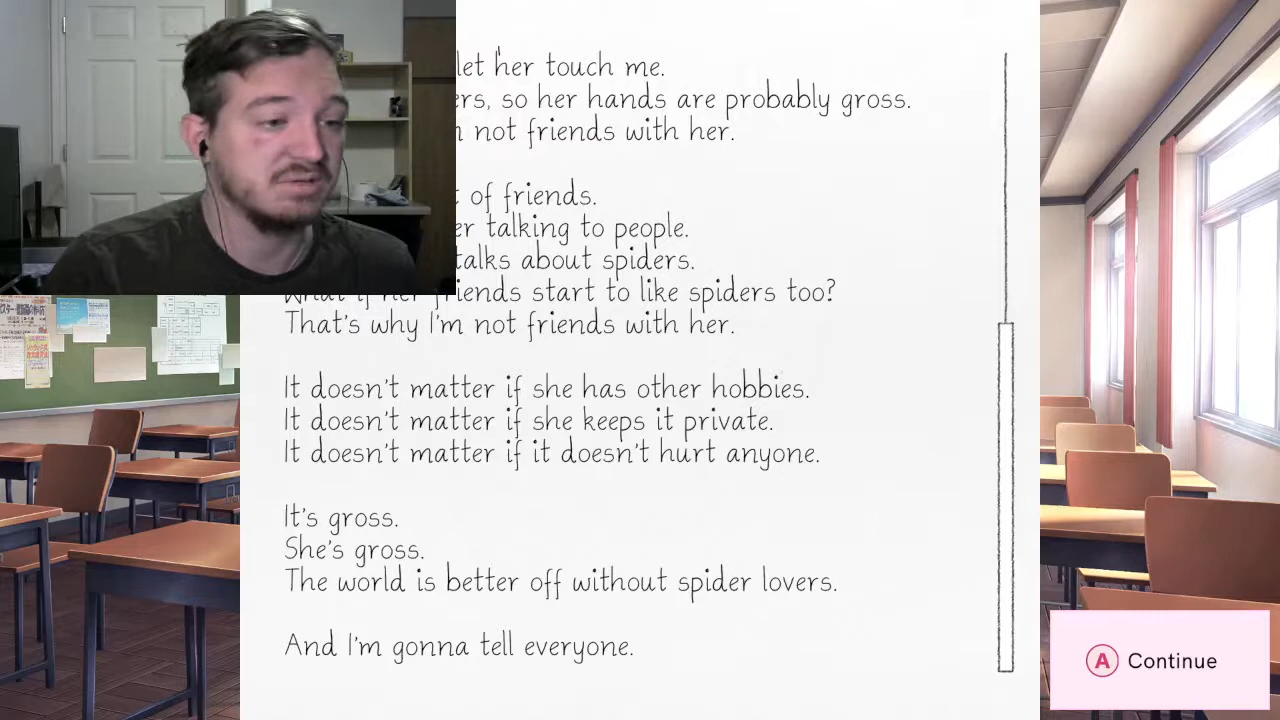 let her touch me.
so her hands are probably gross.
not friends with her.
of friends.
talking to people.
talks about spiders.
What if her friends start to like spiders too?
That's why I'm not friends with her.
It doesn't matter if she has other hobbies.
It doesn't matter if she keeps it private.
It doesn't matter if it doesn't hurt anyone.
It's gross.
She's gross.
The world is better off without spider lovers.
And I'm gonna tell everyone.
A Continue